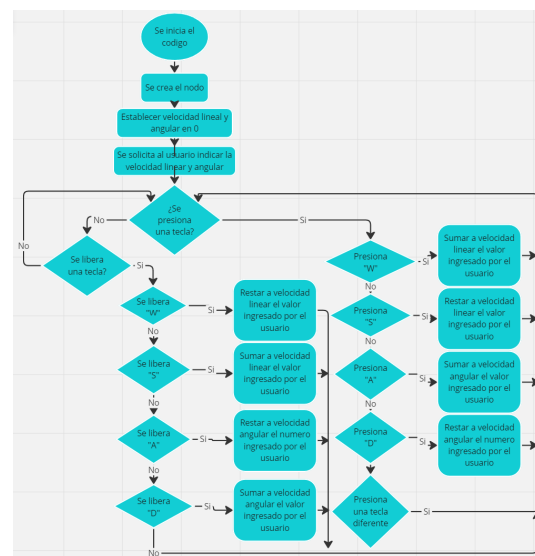 Se inicia el
codigo
Se crea el nodo
Establecer velocidad lineal y
angular en 0
Se solicita al usuario indicar la
velocidad linear y angular
¿Se
presiona
una tecla?
No
Si
No
Se libera
una tecla?
Si
Se libera
"W"
Si
Restar a velocidad
linear el valor
ingresado por el
usuario
No
Se libera
"S"
Si
Sumar a velocidad
linear el valor
ingresado por el
usuario
No
Se libera
"A"
Si
Restar a velocidad
angular el numero
ingresado por el
usuario
No
Se libera
"D"
Si
Sumar a velocidad
angular el valor
ingresado por el
usuario
No
Presiona
"W"
Si
Sumar a velocidad
linear el valor
ingresado por el
usuario
No
Presiona
"S"
Si
Restar a velocidad
linear el valor
ingresado por el
usuario
No
Presiona
"A"
Si
Sumar a velocidad
angular el valor
ingresado por el
usuario
No
Presiona
"D"
Si
Restar a velocidad
angular el numero
ingresado por el
usuario
Presiona
una tecla
diferente
Si